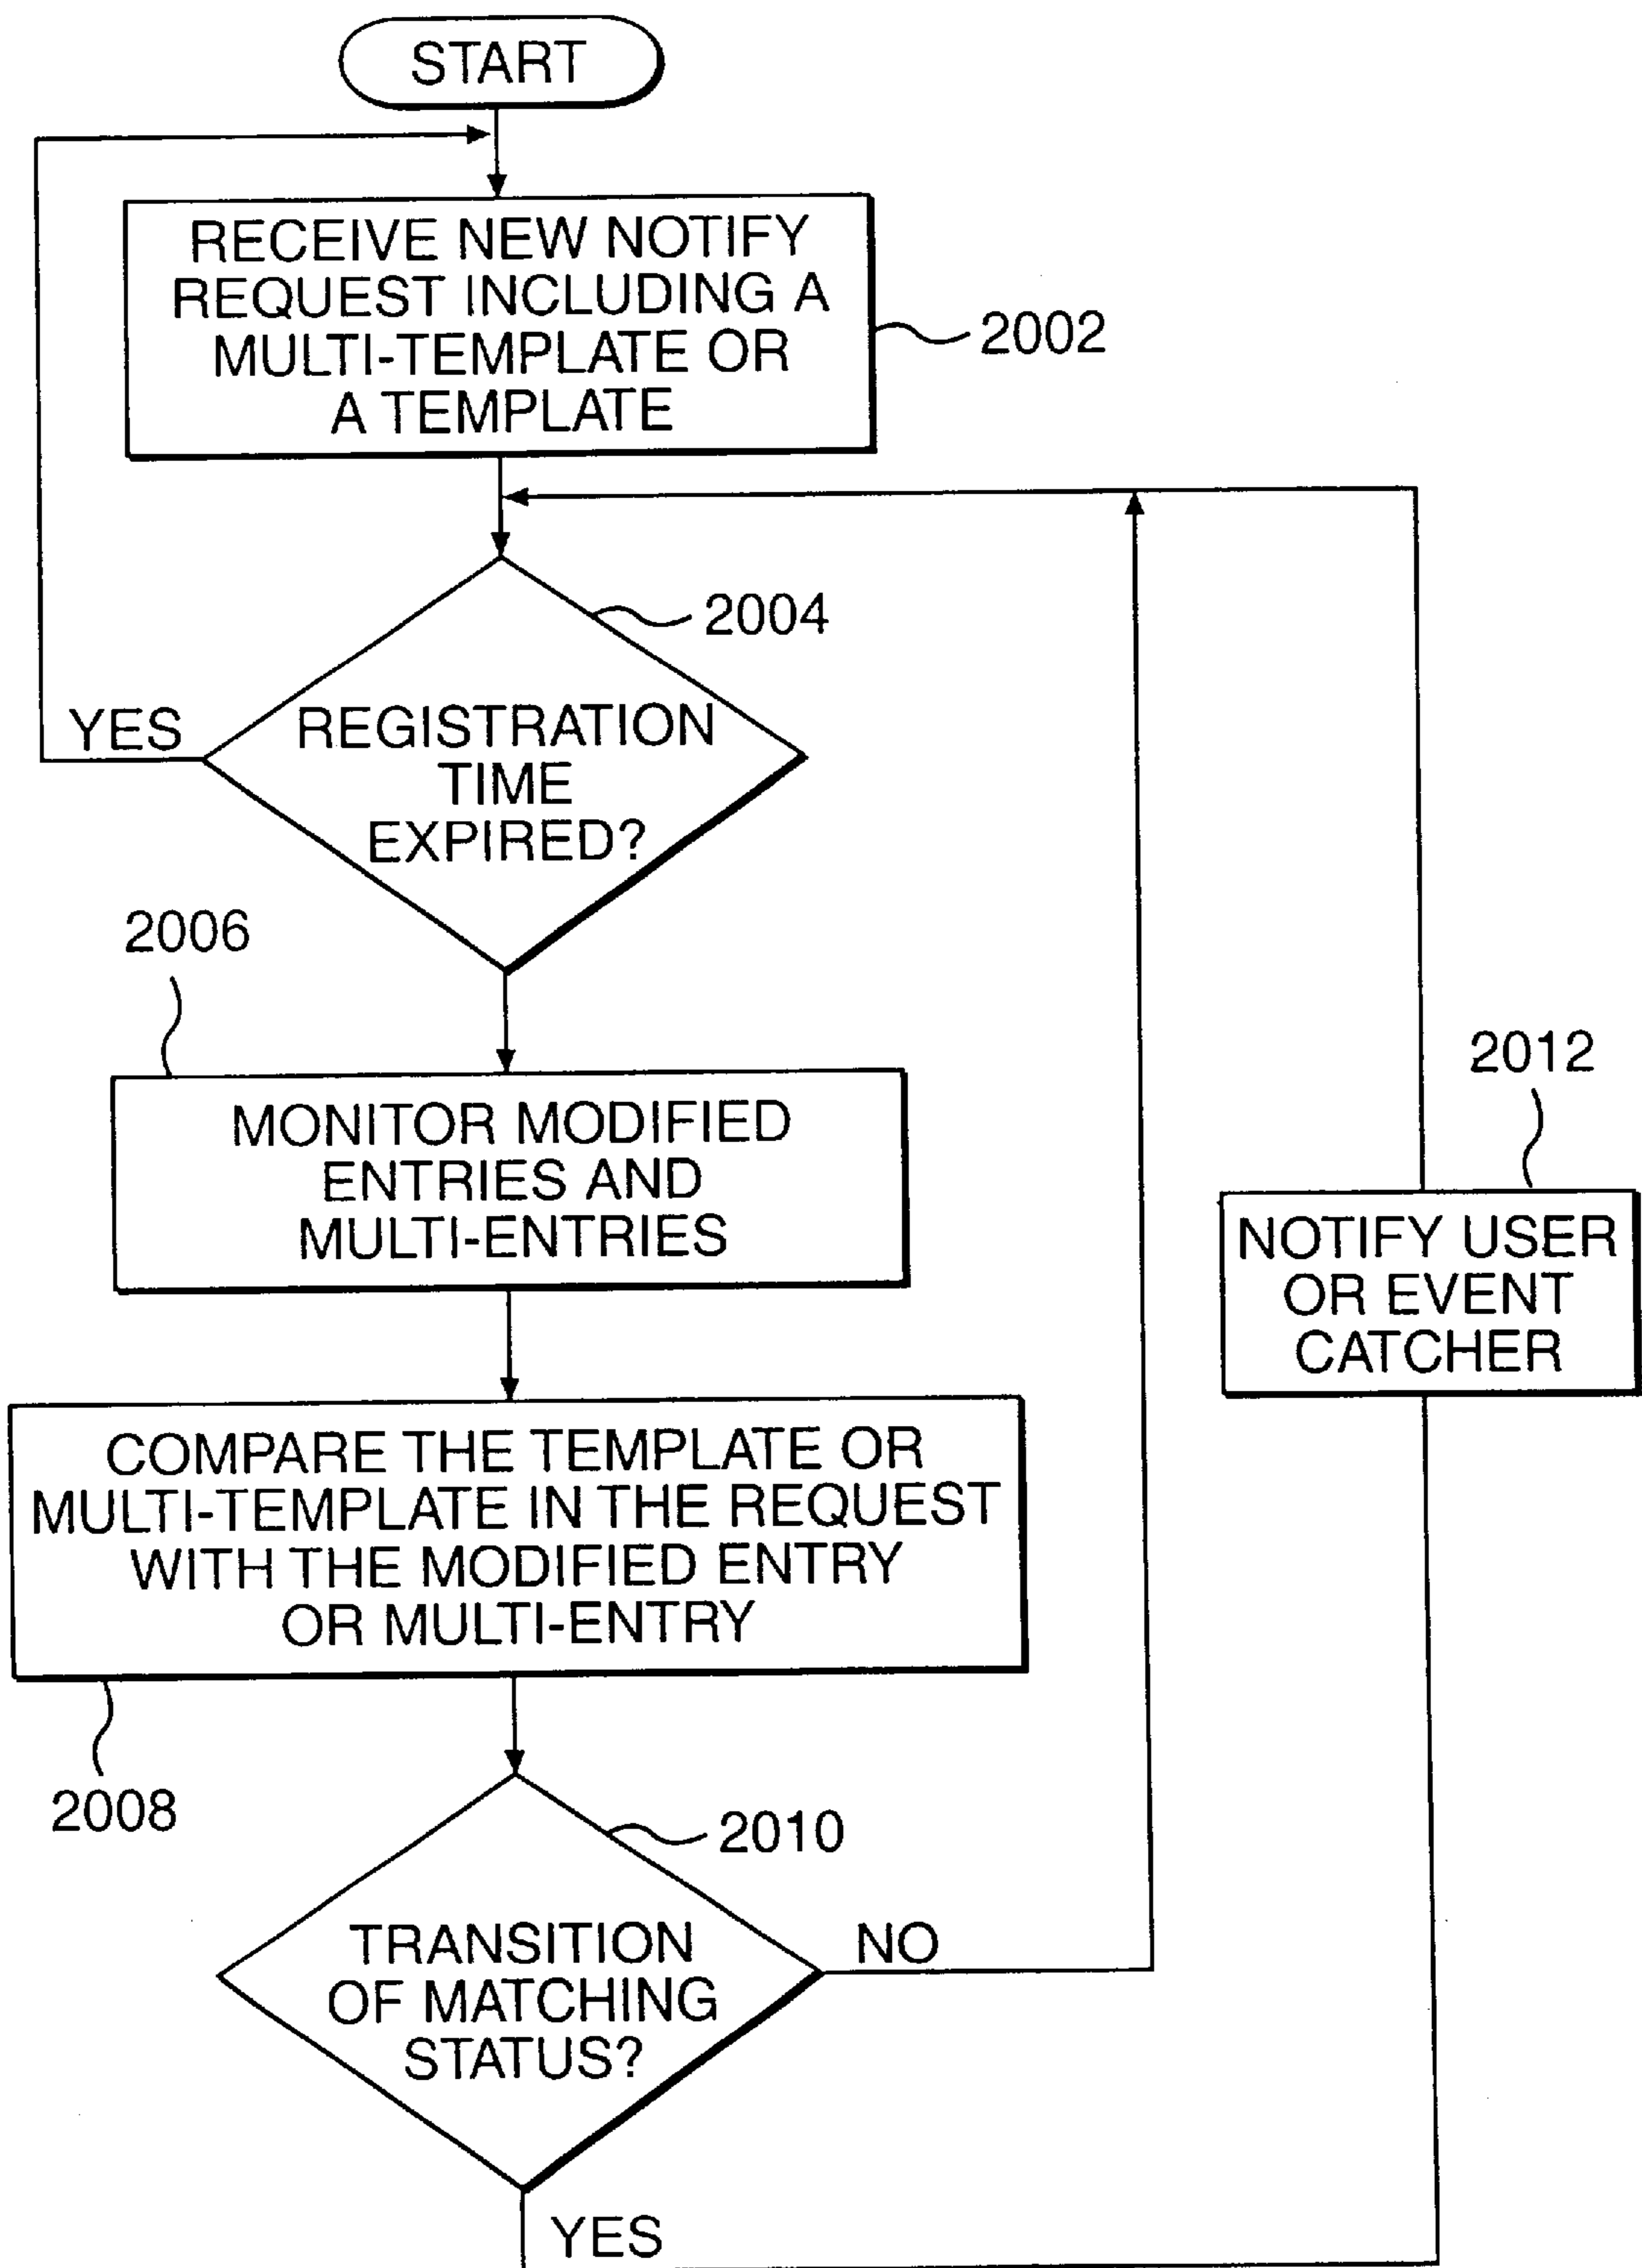 START
RECEIVE NEW NOTIFY
REQUEST INCLUDING A
MULTI-TEMPLATE OR
A TEMPLATE
2002
2004
YES
REGISTRATION
TIME
EXPIRED?
2006
MONITOR MODIFIED
ENTRIES AND
MULTI-ENTRIES
2012
NOTIFY USER
OR EVENT
CATCHER
COMPARE THE TEMPLATE OR
MULTI-TEMPLATE IN THE REQUEST
WITH THE MODIFIED ENTRY
OR MULTI-ENTRY
2008
2010
TRANSITION
OF MATCHING
STATUS?
NO
YES